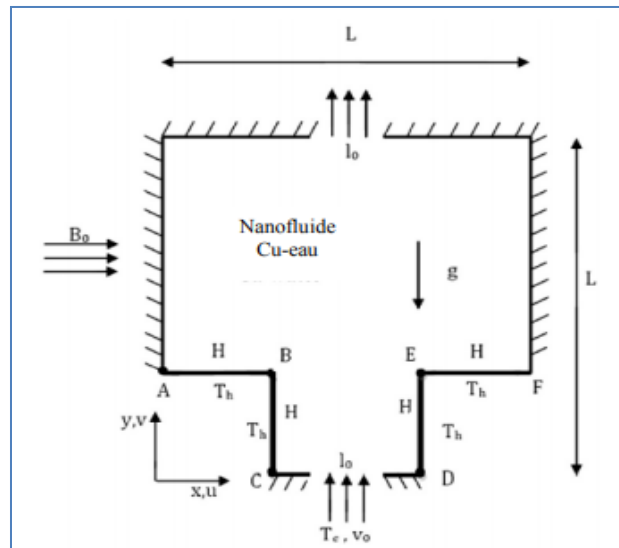 L
l₀
B₀
Nanofluide
Cu-eau
g
L
H B E H
A Tₕ Tₕ F
H H
y,v Tₕ Tₕ
l₀
x,u C D
T꜀ , v₀